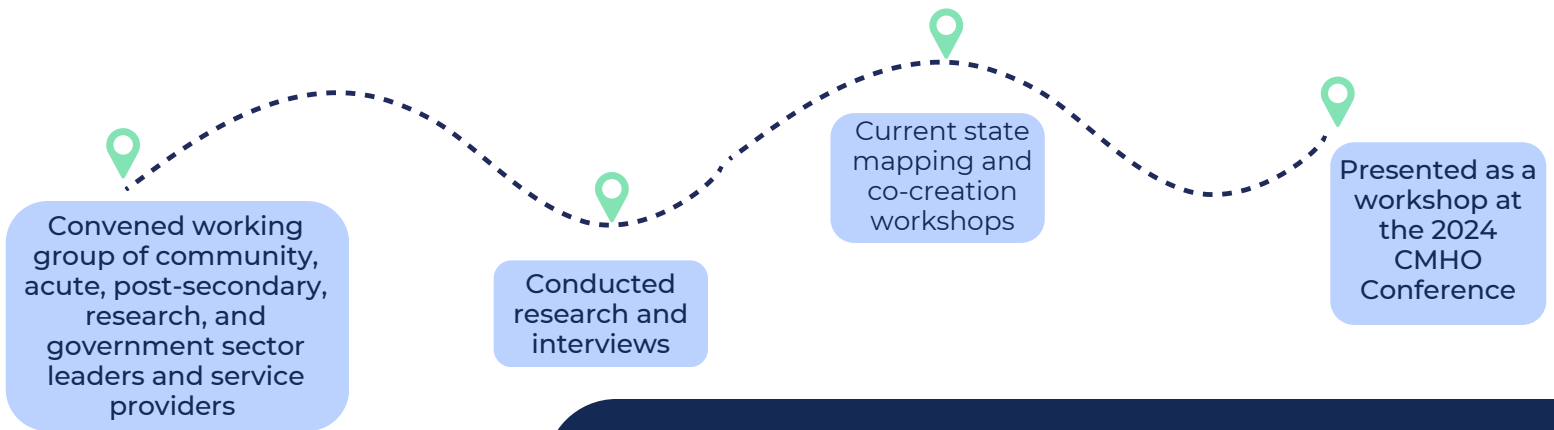 Convened working
group of community,
acute, post-secondary,
research, and
government sector
leaders and service
providers
Conducted
research and
interviews
Current state
mapping and
co-creation
workshops
Presented as a
workshop at
the 2024
CMHO
Conference